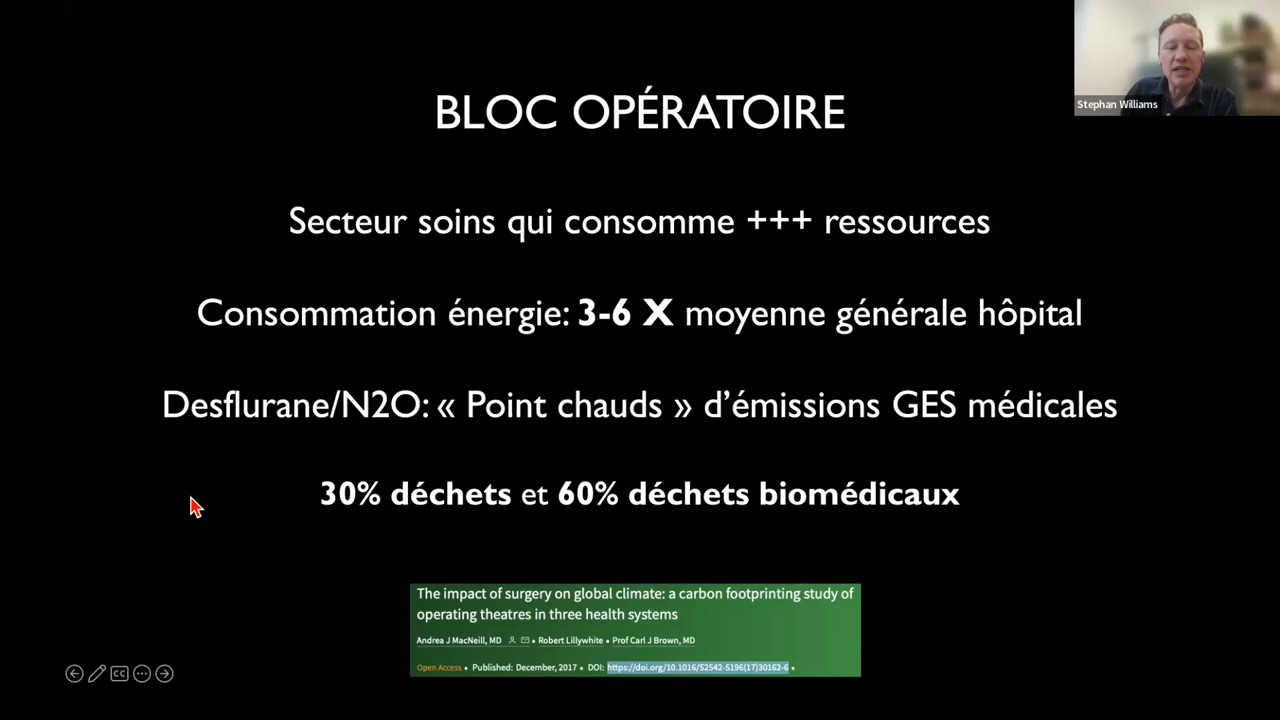 BLOC OPÉRATOIRE
Stephan Williams
Secteur soins qui consomme +++ ressources
Consommation énergie: 3-6 X moyenne générale hôpital
Desflurane/N2O: « Point chauds » d’émissions GES médicales
30% déchets et 60% déchets biomédicaux
The impact of surgery on global climate: a carbon footprinting study of
operating theatres in three health systems
Andrea J MacNeill, MD • Robert Lillywhite • Prof Carl J Brown, MD
Open Access • Published: December, 2017 • DOI: https://doi.org/10.1016/S2542-5196(17)30162-6 •
CC